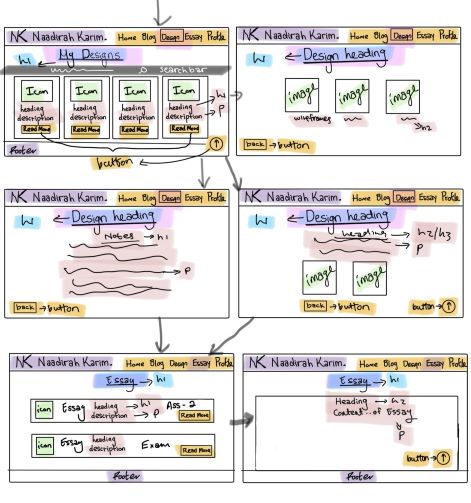 NK Naadirah Karim. Home Blog Design Essay Profile
h1 ← My Designs
searchbar
Icon Icon Icon Icon
heading heading heading heading → h1
description description description description → P
Read More Read More Read More Read More
footer
button
NK Naadirah Karim. Home Blog Design Essay Profile
h1 ← Design heading
image image image
wireframes
→ h2
back → button
NK Naadirah Karim. Home Blog Design Essay Profile
h1 ← Design heading
Notes → h1
→ P
back → button
NK Naadirah Karim. Home Blog Design Essay Profile
h1 ← Design heading
heading → h2/h3
→ P
image image
back → button button → ↑
NK Naadirah Karim. Home Blog Design Essay Profile
Essay → h1
icon Essay heading → h1 Ass-2
description → P Read More
icon Essay heading Exam
description Read More
footer
NK Naadirah Karim. Home Blog Design Essay Profile
Essay → h1
Heading → h2
Content of Essay
P
button → ↑
footer